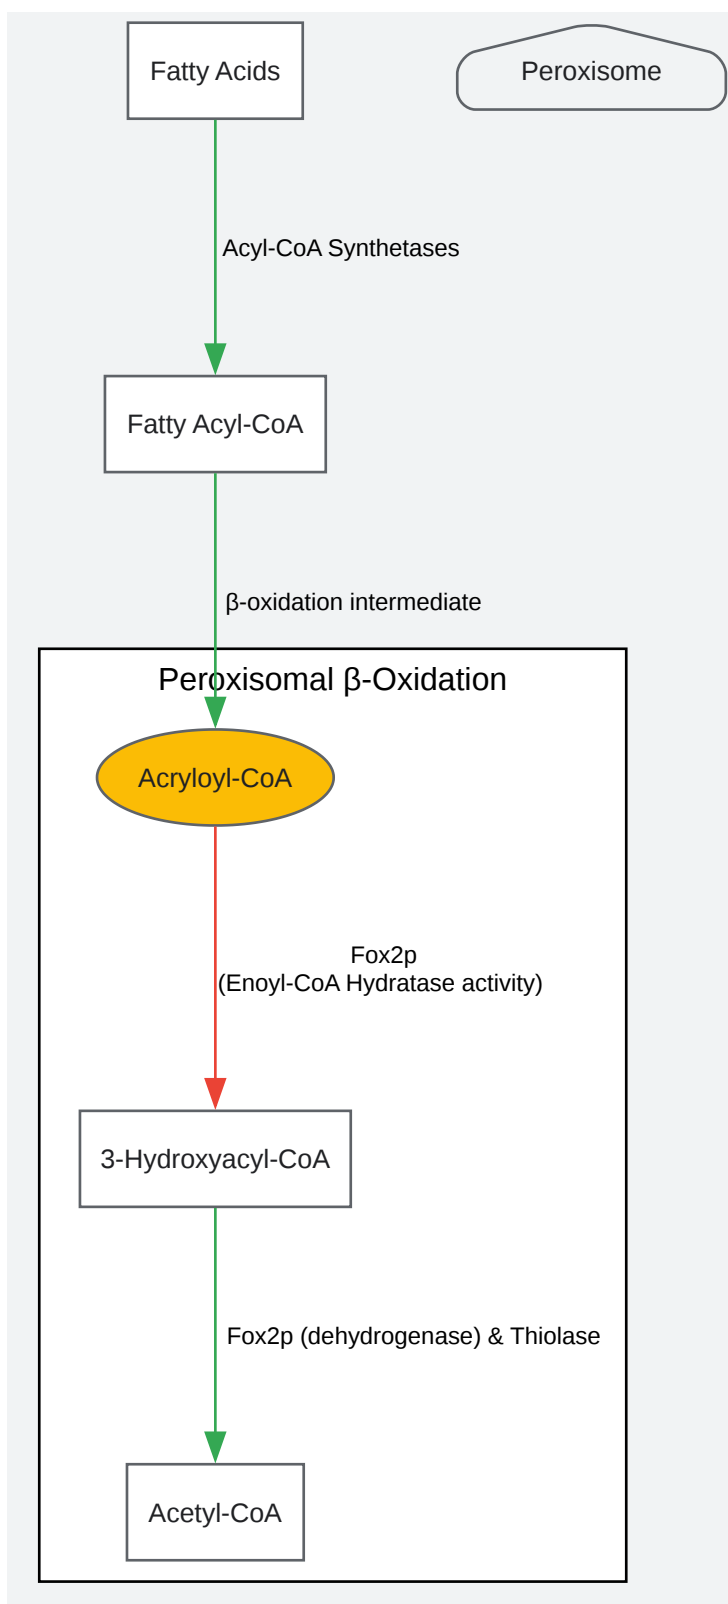 Fatty Acids
Peroxisome
Acyl-CoA Synthetases
Fatty Acyl-CoA
β-oxidation intermediate
Peroxisomal β-Oxidation
Acryloyl-CoA
Fox2p
(Enoyl-CoA Hydratase activity)
3-Hydroxyacyl-CoA
Fox2p (dehydrogenase) & Thiolase
Acetyl-CoA